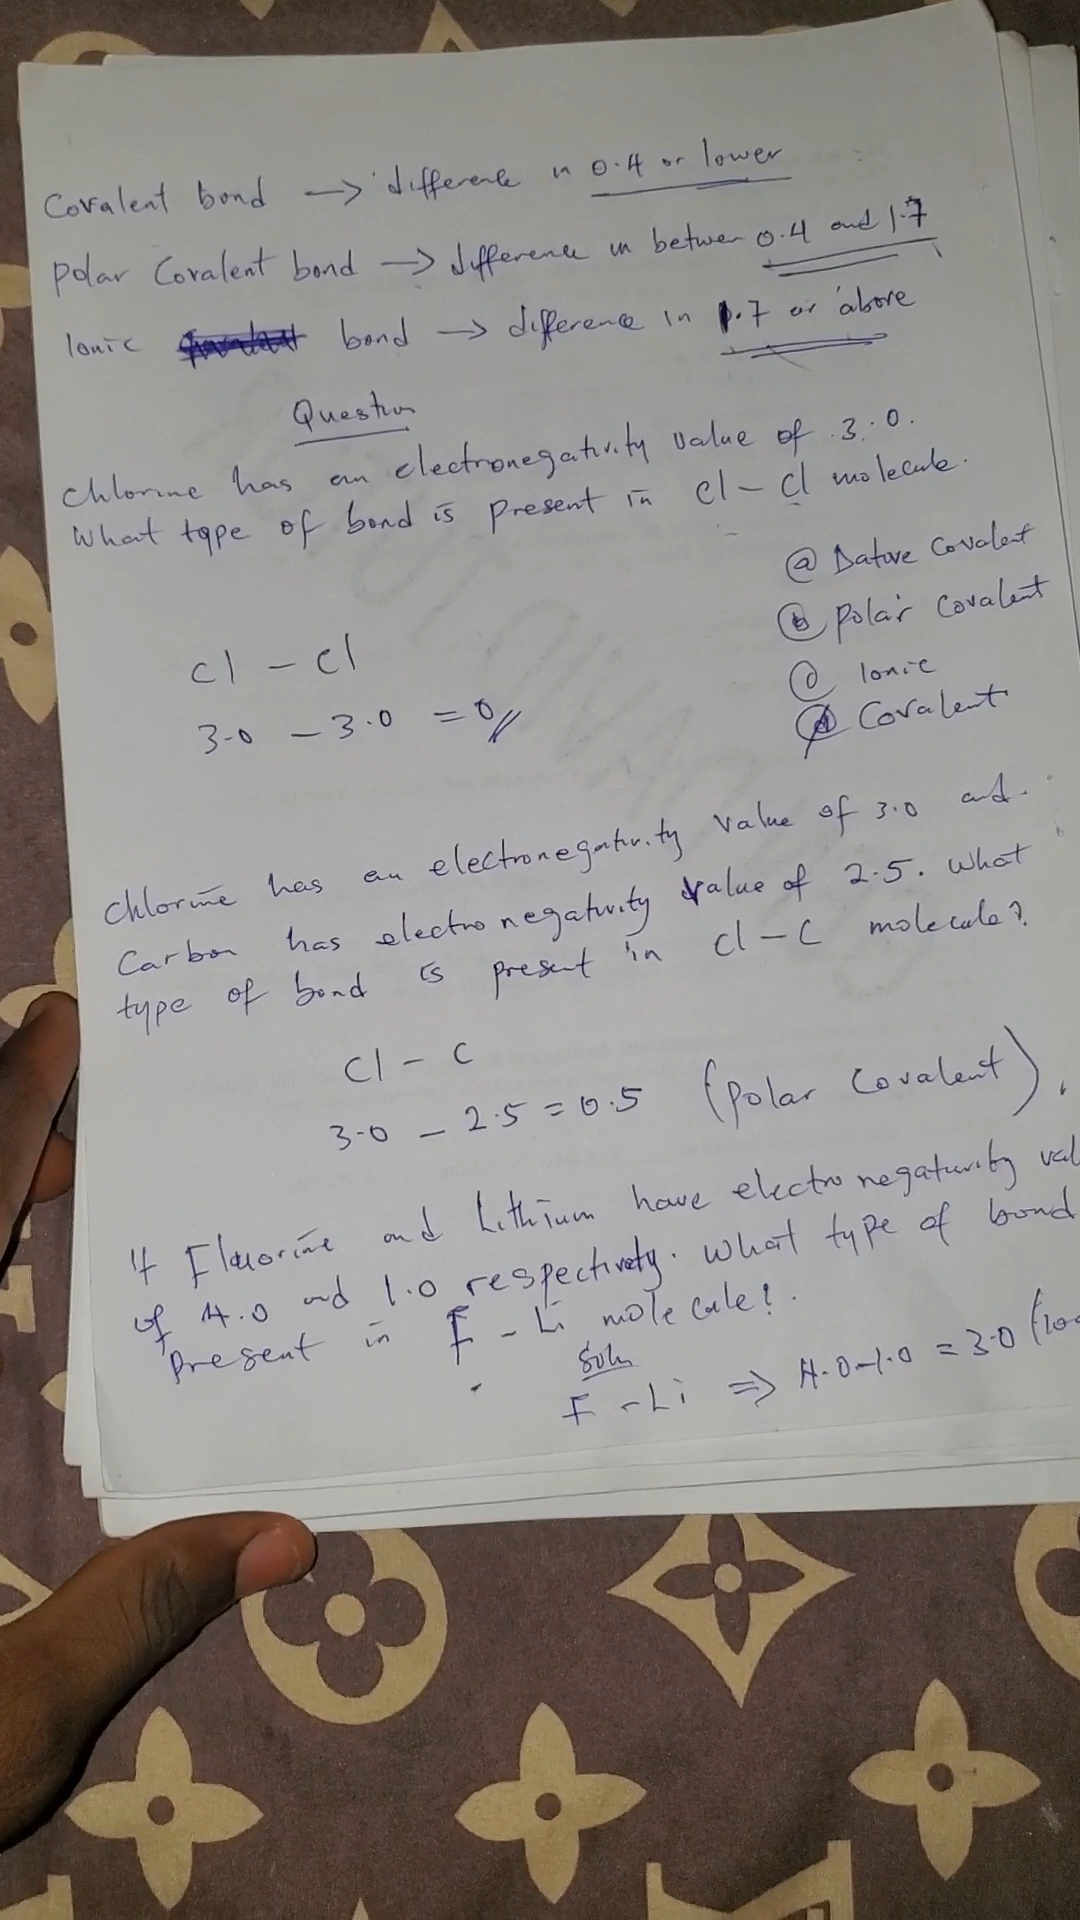 Covalent bond → difference in 0.4 or lower
Polar Covalent bond → difference in between 0.4 and 1.7
Ionic bond → difference in 1.7 or above
Question
Chlorine has an electronegativity value of 3.0.
What type of bond is present in Cl - Cl molecule.
(a) Dative Covalent
(b) Polar Covalent
(c) Ionic
(d) Covalent
Cl - Cl
3.0 - 3.0 = 0//
Chlorine has an electronegativity value of 3.0 and
Carbon has electronegativity value of 2.5. What
type of bond is present in Cl - C molecule?
Cl - C
3.0 - 2.5 = 0.5 (Polar Covalent).
If Fluorine and Lithium have electronegativity val
of 4.0 and 1.0 respectively. What type of bond
Present in F - Li molecule?.
Soln
F - Li ⇒ 4.0-1.0 = 3.0